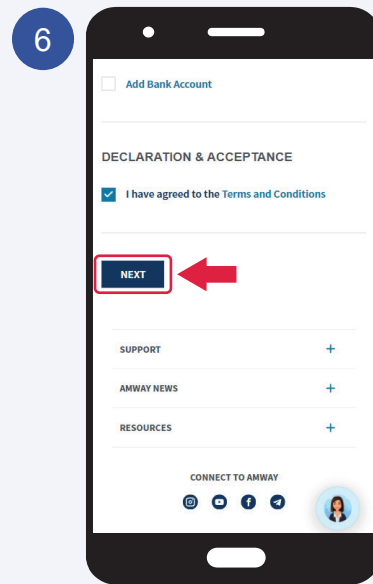 6
Add Bank Account
DECLARATION & ACCEPTANCE
I have agreed to the Terms and Conditions
NEXT
SUPPORT +
AMWAY NEWS +
RESOURCES +
CONNECT TO AMWAY